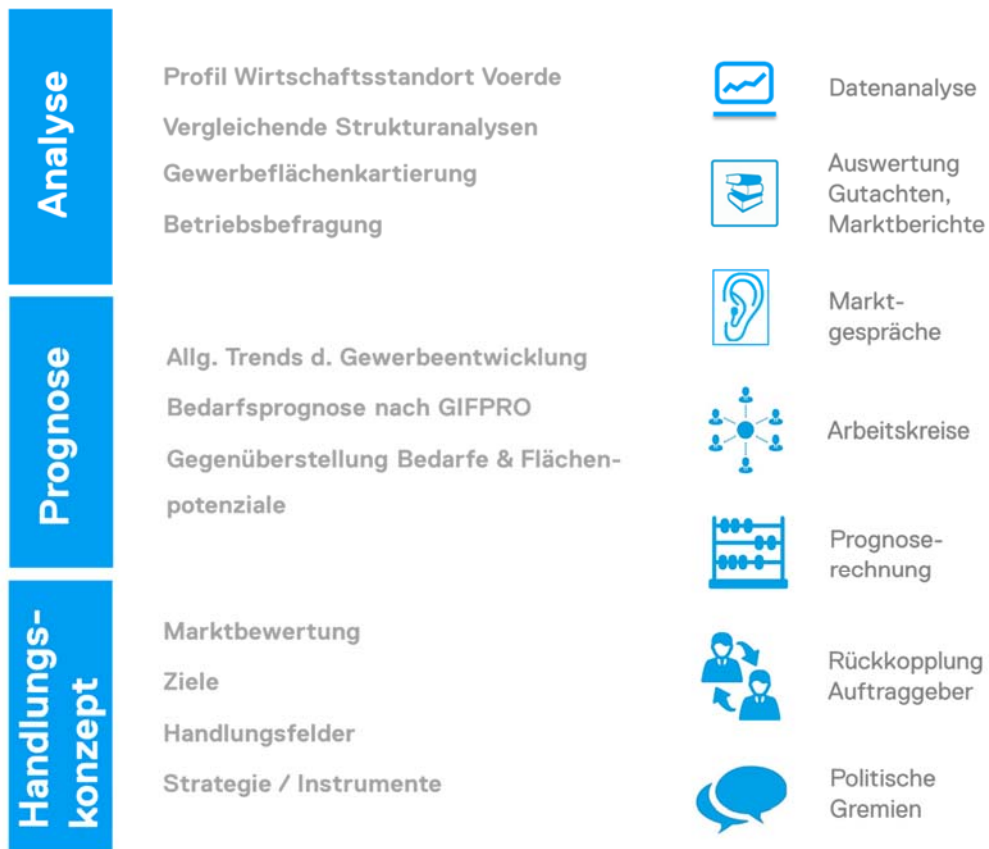 Analyse
Profil Wirtschaftsstandort Voerde
Vergleichende Strukturanalysen
Gewerbeflächenkartierung
Betriebsbefragung
Prognose
Allg. Trends d. Gewerbeentwicklung
Bedarfsprognose nach GIFPRO
Gegenüberstellung Bedarfe & Flächen-
potenziale
Handlungs-
konzept
Marktbewertung
Ziele
Handlungsfelder
Strategie / Instrumente
Datenanalyse
Auswertung
Gutachten,
Marktberichte
Markt-
gespräche
Arbeitskreise
Prognose-
rechnung
Rückkopplung
Auftraggeber
Politische
Gremien